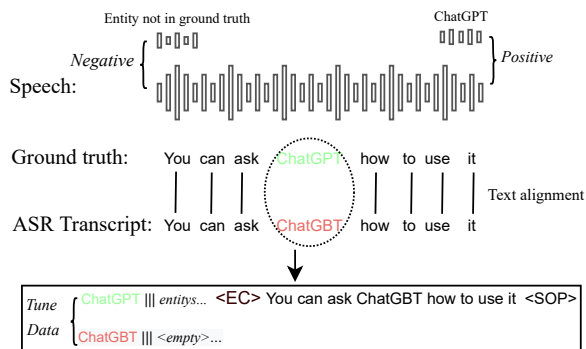 Entity not in ground truth
ChatGPT
Negative
Positive
Speech:
Ground truth: You can ask ChatGPT how to use it
Text alignment
ASR Transcript: You can ask ChatGBT how to use it
Tune Data
ChatGPT ||| entitys... <EC> You can ask ChatGBT how to use it <SOP>
ChatGBT ||| <empty>...